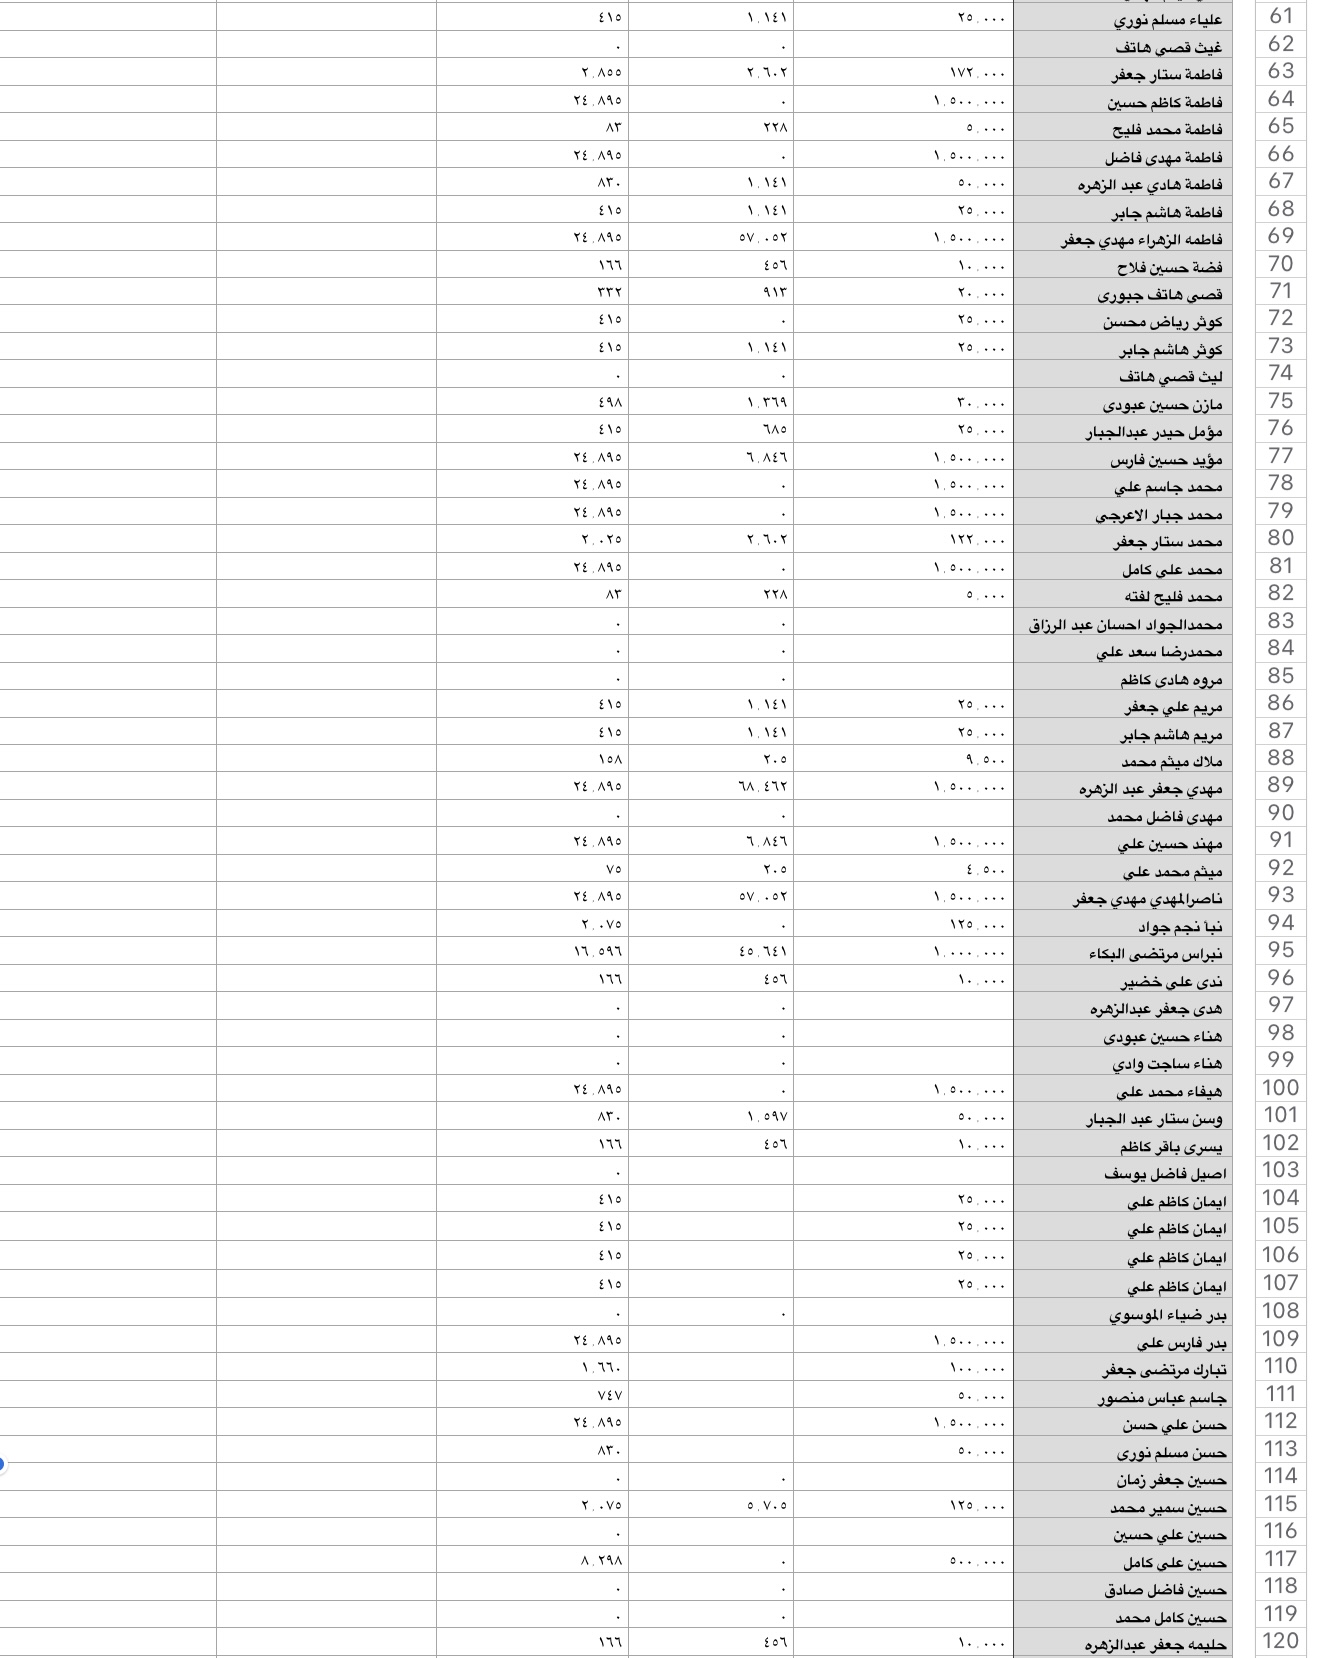 61 علياء مسلم نوري ٢٥.٠٠٠ ١.١٤١ ٤١٥
62 غيث قصي هاتف ٠ ٠
63 فاطمة ستار جعفر ١٧٢.٠٠٠ ٢.٦٠٢ ٢.٨٥٥
64 فاطمة كاظم حسين ١.٥٠٠.٠٠٠ ٠ ٢٤.٨٩٥
65 فاطمة محمد فليح ٥.٠٠٠ ٢٢٨ ٨٣
66 فاطمة مهدي فاضل ١.٥٠٠.٠٠٠ ٠ ٢٤.٨٩٥
67 فاطمة هادي عبد الزهره ٥٠.٠٠٠ ١.١٤١ ٨٣٠
68 فاطمة هاشم جابر ٢٥.٠٠٠ ١.١٤١ ٤١٥
69 فاطمه الزهراء مهدي جعفر ١.٥٠٠.٠٠٠ ٥٧.٠٥٢ ٢٤.٨٩٥
70 فضة حسين فلاح ١٠.٠٠٠ ٤٥٦ ١٦٦
71 قصي هاتف جبوري ٢٠.٠٠٠ ٩١٣ ٣٣٢
72 كوثر رياض محسن ٢٥.٠٠٠ ٠ ٤١٥
73 كوثر هاشم جابر ٢٥.٠٠٠ ١.١٤١ ٤١٥
74 ليث قصي هاتف ٠ ٠
75 مازن حسين عبودي ٣٠.٠٠٠ ١.٣٦٩ ٤٩٨
76 مؤمل حيدر عبدالجبار ٢٥.٠٠٠ ٦٨٥ ٤١٥
77 مؤيد حسين فارس ١.٥٠٠.٠٠٠ ٦.٨٤٦ ٢٤.٨٩٥
78 محمد جاسم علي ١.٥٠٠.٠٠٠ ٠ ٢٤.٨٩٥
79 محمد جبار الاعرجي ١.٥٠٠.٠٠٠ ٠ ٢٤.٨٩٥
80 محمد ستار جعفر ١٢٢.٠٠٠ ٢.٦٠٢ ٢.٠٢٥
81 محمد علي كامل ١.٥٠٠.٠٠٠ ٠ ٢٤.٨٩٥
82 محمد فليح لفته ٥.٠٠٠ ٢٢٨ ٨٣
83 محمدالجواد احسان عبد الرزاق ٠ ٠
84 محمدرضا سعد علي ٠ ٠
85 مروه هادي كاظم ٠ ٠
86 مريم علي جعفر ٢٥.٠٠٠ ١.١٤١ ٤١٥
87 مريم هاشم جابر ٢٥.٠٠٠ ١.١٤١ ٤١٥
88 ملاك ميثم محمد ٩.٥٠٠ ٢٠٥ ١٥٨
89 مهدي جعفر عبد الزهره ١.٥٠٠.٠٠٠ ٦٨.٤٦٢ ٢٤.٨٩٥
90 مهدي فاضل محمد ٠ ٠
91 مهند حسين علي ١.٥٠٠.٠٠٠ ٦.٨٤٦ ٢٤.٨٩٥
92 ميثم محمد علي ٤.٥٠٠ ٢٠٥ ٧٥
93 ناصرالمهدي مهدي جعفر ١.٥٠٠.٠٠٠ ٥٧.٠٥٢ ٢٤.٨٩٥
94 نبأ نجم جواد ١٢٥.٠٠٠ ٠ ٢.٠٧٥
95 نبراس مرتضى البكاء ١.٠٠٠.٠٠٠ ٤٥.٦٤١ ١٦.٥٩٦
96 ندى علي خضير ١٠.٠٠٠ ٤٥٦ ١٦٦
97 هدى جعفر عبدالزهره ٠ ٠
98 هناء حسين عبودي ٠ ٠
99 هناء ساجت وادي ٠ ٠
100 هيفاء محمد علي ١.٥٠٠.٠٠٠ ٠ ٢٤.٨٩٥
101 وسن ستار عبد الجبار ٥٠.٠٠٠ ١.٥٩٧ ٨٣٠
102 يسرى باقر كاظم ١٠.٠٠٠ ٤٥٦ ١٦٦
103 اصيل فاضل يوسف ٠
104 ايمان كاظم علي ٢٥.٠٠٠ ٤١٥
105 ايمان كاظم علي ٢٥.٠٠٠ ٤١٥
106 ايمان كاظم علي ٢٥.٠٠٠ ٤١٥
107 ايمان كاظم علي ٢٥.٠٠٠ ٤١٥
108 بدر ضياء الموسوي ٠ ٠
109 بدر فارس علي ١.٥٠٠.٠٠٠ ٢٤.٨٩٥
110 تبارك مرتضى جعفر ١٠٠.٠٠٠ ١.٦٦٠
111 جاسم عباس منصور ٥٠.٠٠٠ ٧٤٧
112 حسن علي حسن ١.٥٠٠.٠٠٠ ٢٤.٨٩٥
113 حسن مسلم نوري ٥٠.٠٠٠ ٨٣٠
114 حسين جعفر زمان ٠ ٠
115 حسين سمير محمد ١٢٥.٠٠٠ ٥.٧٠٥ ٢.٠٧٥
116 حسين علي حسين ٠
117 حسين علي كامل ٥٠٠.٠٠٠ ٠ ٨.٢٩٨
118 حسين فاضل صادق ٠ ٠
119 حسين كامل محمد ٠ ٠
120 حليمه جعفر عبدالزهره ١٠.٠٠٠ ٤٥٦ ١٦٦